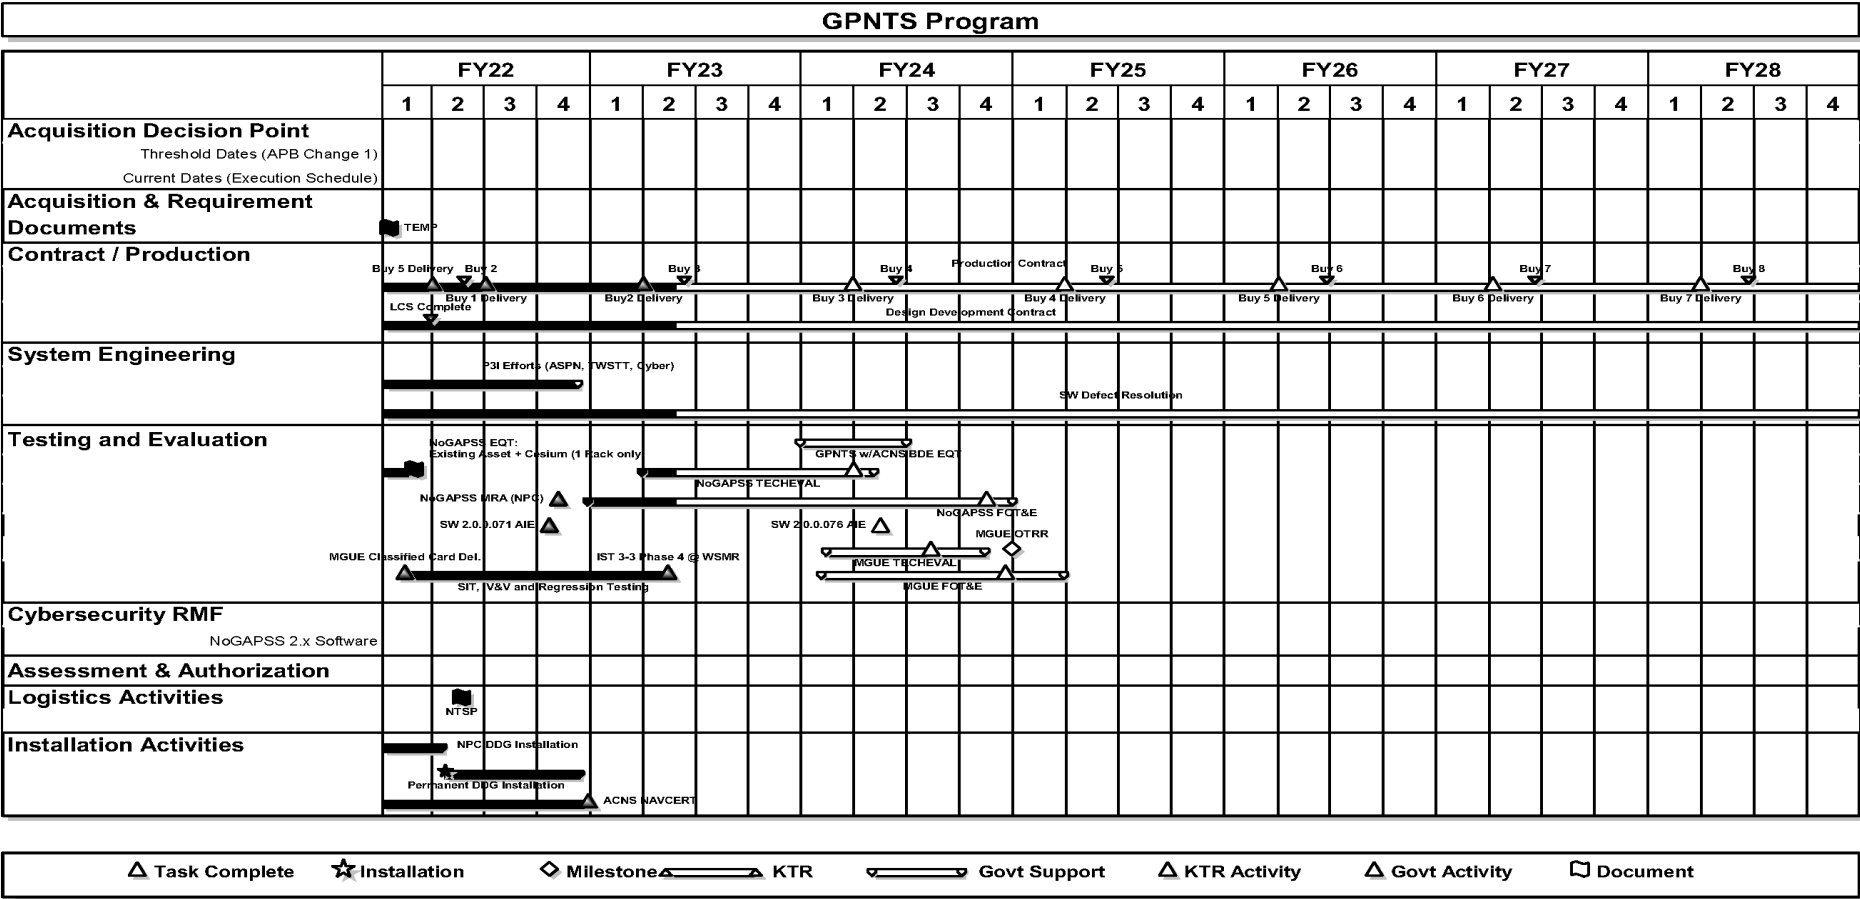 GPNTS Program
FY22 FY23 FY24 FY25 FY26 FY27 FY28
1 2 3 4 1 2 3 4 1 2 3 4 1 2 3 4 1 2 3 4 1 2 3 4 1 2 3 4
Acquisition Decision Point
Threshold Dates (APB Change 1)
Current Dates (Execution Schedule)
Acquisition & Requirement
Documents
TEMP
Contract / Production
Production Contract
Buy 5 Delivery Buy 2 Buy 3 Buy 4 Buy 5 Buy 6 Buy 7 Buy 8
Buy 1 Delivery Buy2 Delivery Buy 3 Delivery Buy 4 Delivery Buy 5 Delivery Buy 6 Delivery Buy 7 Delivery
LCS Complete
Design Development Contract
System Engineering
P3I Efforts (ASPN, TWSTT, Cyber)
SW Defect Resolution
Testing and Evaluation
NoGAPSS EQT:
Existing Asset + Cesium (1 Rack only
GPNTS w/ACNS BDE EQT
NoGAPSS TECHEVAL
NoGAPSS MRA (NPC)
NoGAPSS FOT&E
SW 2.0.0.071 AIE SW 2.0.0.076 AIE
MGUE OTRR
MGUE Classified Card Del. IST 3-3 Phase 4 @ WSMR
MGUE TECHEVAL
SIT, IV&V and Regression Testing MGUE FOT&E
Cybersecurity RMF
NoGAPSS 2.x Software
Assessment & Authorization
Logistics Activities
NTSP
Installation Activities
NPC DDG Installation
Permanent DDG Installation
ACNS NAVCERT
Task Complete Installation Milestone KTR Govt Support KTR Activity Govt Activity Document